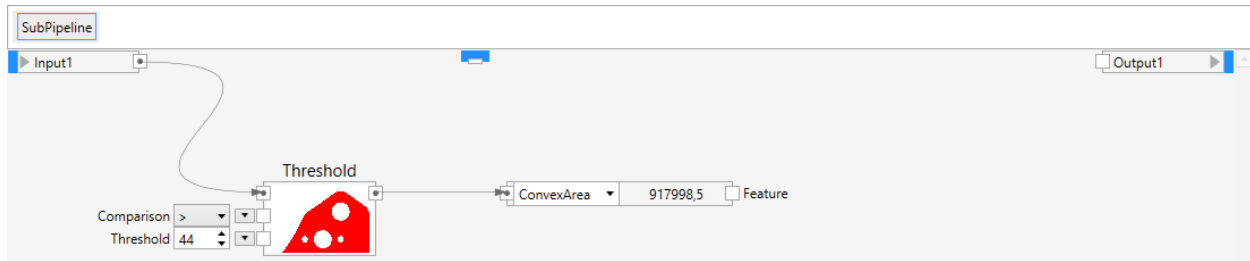 SubPipeline
Input1
Output1
Threshold
ConvexArea 917998,5 Feature
Comparison >
Threshold 44